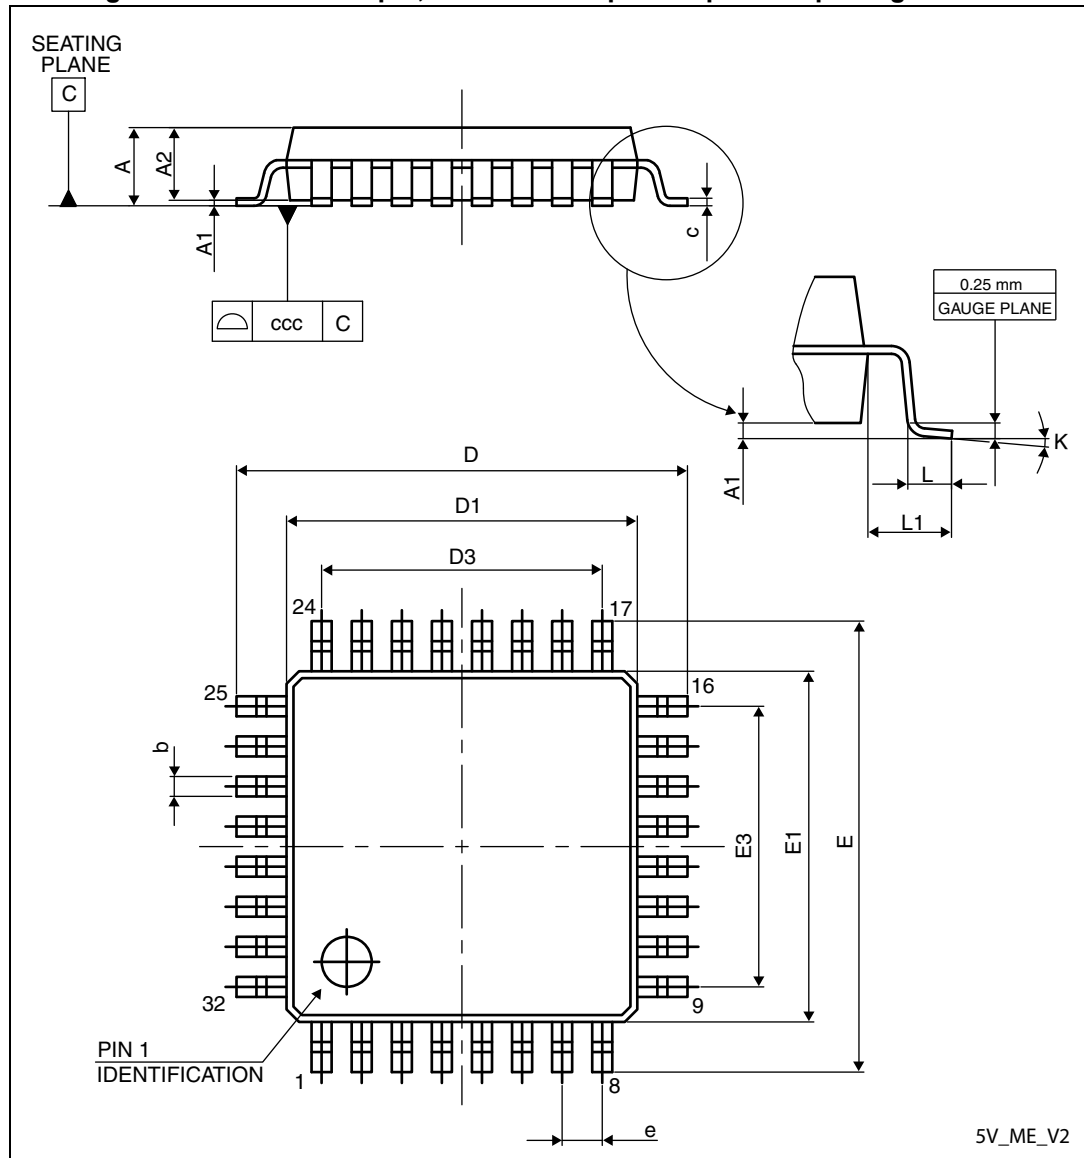 SEATING
PLANE
C
A
A2
A1
c
ccc C
0.25 mm
GAUGE PLANE
A1
K
L
L1
D
D1
D3
24
17
25
16
b
E3
E1
E
32
9
PIN 1
IDENTIFICATION
1
8
e
5V_ME_V2